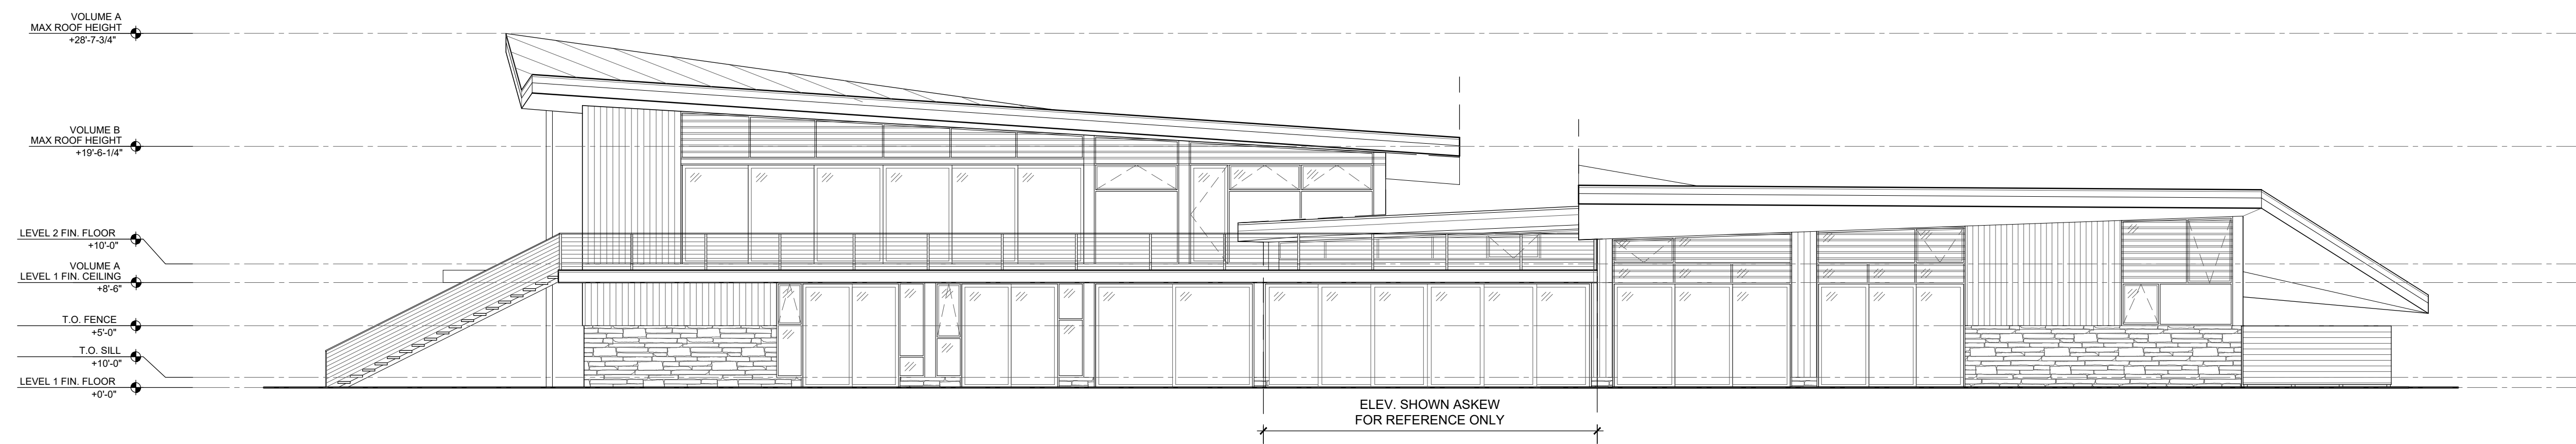 VOLUME A
MAX ROOF HEIGHT
+28'-7-3/4"
VOLUME B
MAX ROOF HEIGHT
+19'-6-1/4"
LEVEL 2 FIN. FLOOR
+10'-0"
VOLUME A
LEVEL 1 FIN. CEILING
+8'-6"
T.O. FENCE
+5'-0"
T.O. SILL
+10'-0"
LEVEL 1 FIN. FLOOR
+0'-0"
ELEV. SHOWN ASKEW
FOR REFERENCE ONLY